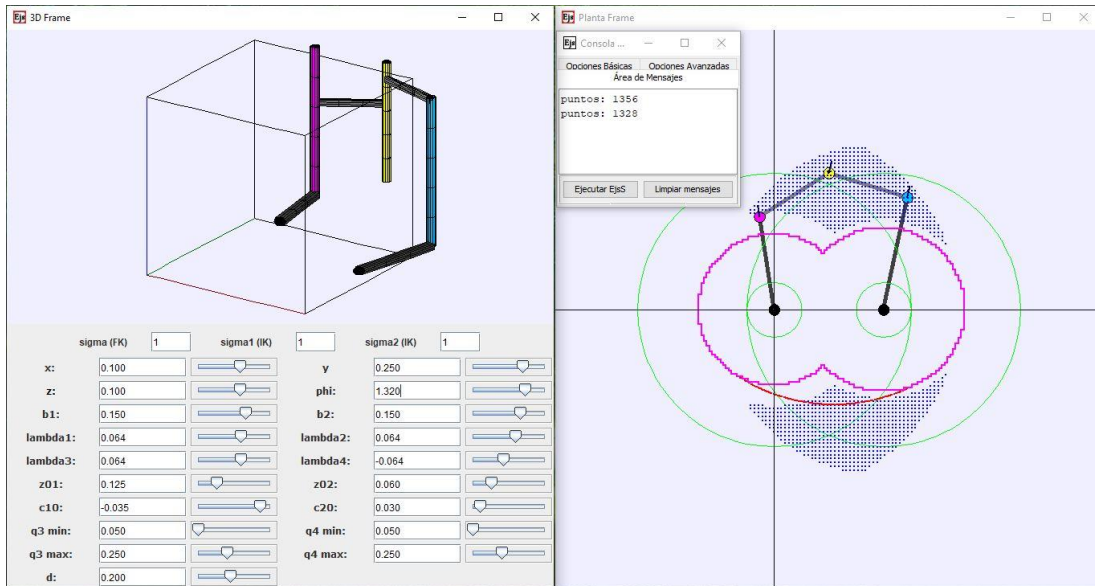 Ejs 3D Frame
Ejs Planta Frame
Ejs Consola ...
Opciones Básicas Opciones Avanzadas
Área de Mensajes
puntos: 1356
puntos: 1328
Ejecutar EjsS Limpiar mensajes
sigma (FK) 1 sigma1 (IK) 1 sigma2 (IK) 1
x: 0.100 y 0.250
z: 0.100 phi: 1.320
b1: 0.150 b2: 0.150
lambda1: 0.064 lambda2: 0.064
lambda3: 0.064 lambda4: -0.064
z01: 0.125 z02: 0.060
c10: -0.035 c20: 0.030
q3 min: 0.050 q4 min: 0.050
q3 max: 0.250 q4 max: 0.250
d: 0.200